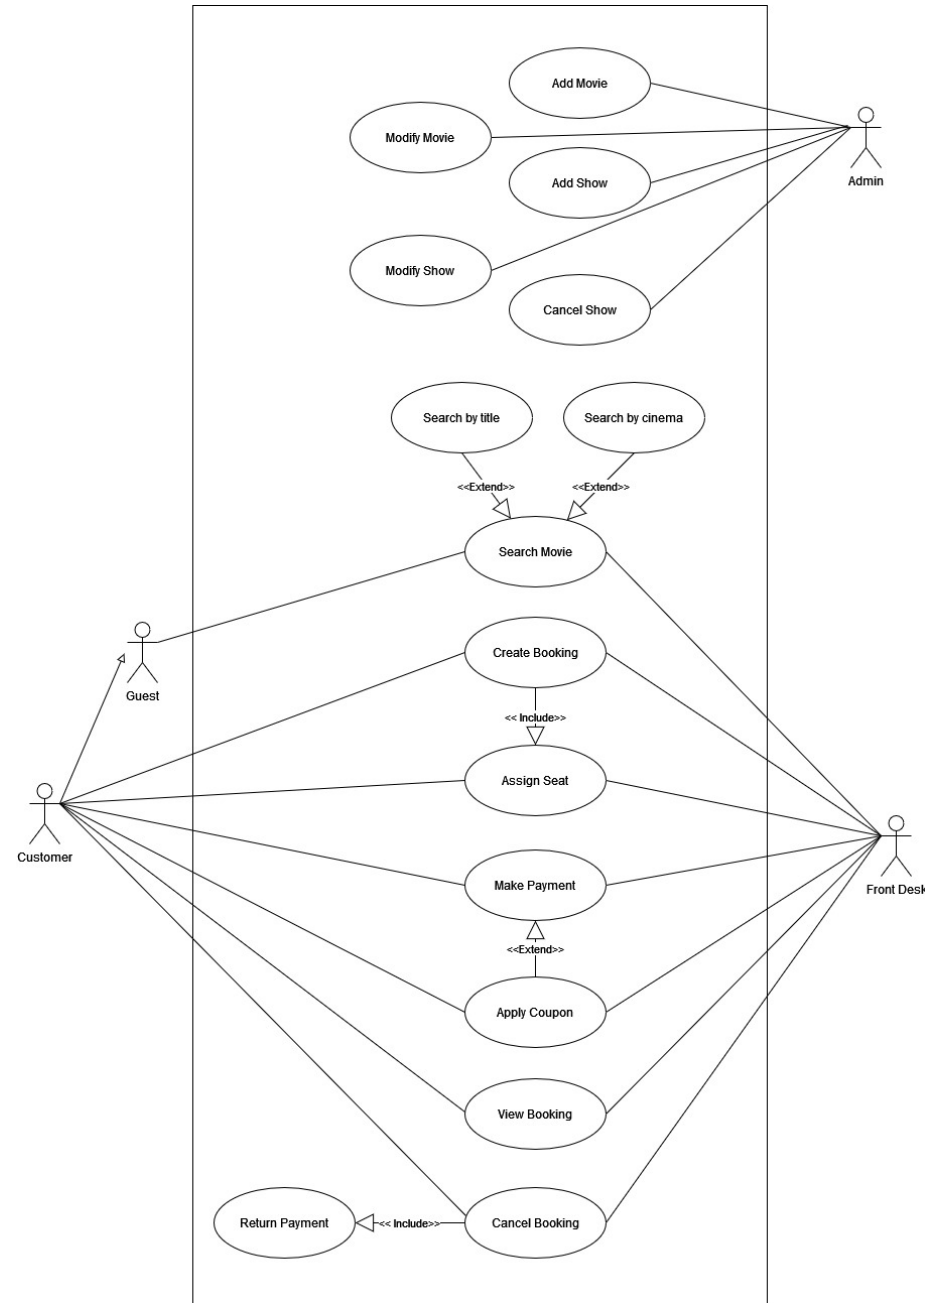 Add Movie
Modify Movie
Admin
Add Show
Modify Show
Cancel Show
Search by title
Search by cinema
<<Extend>>
<<Extend>>
Search Movie
Create Booking
Guest
<< Include>>
Assign Seat
Customer
Make Payment
Front Desk
<<Extend>>
Apply Coupon
View Booking
Return Payment
<< Include>>
Cancel Booking